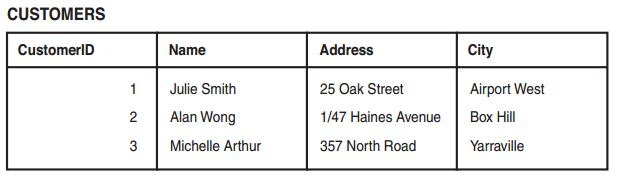 CUSTOMERS
CustomerID Name Address City
1 Julie Smith 25 Oak Street Airport West
2 Alan Wong 1/47 Haines Avenue Box Hill
3 Michelle Arthur 357 North Road Yarraville